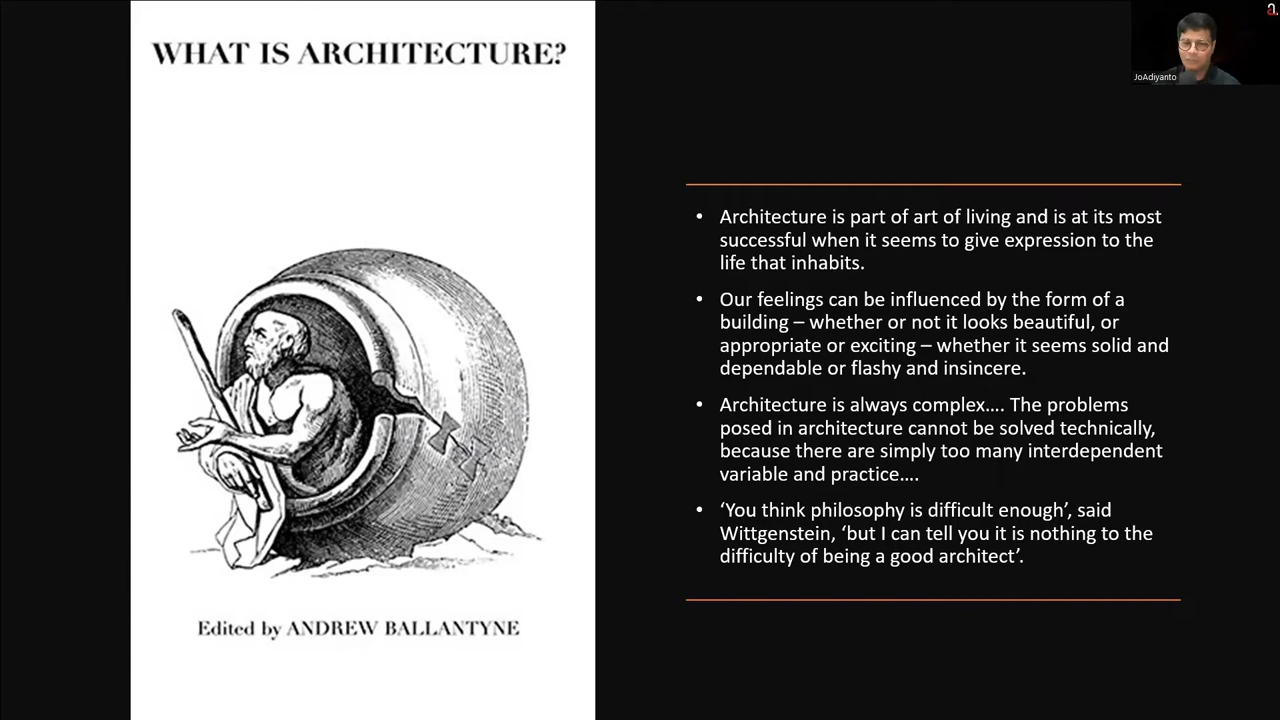 WHAT IS ARCHITECTURE?
Edited by ANDREW BALLANTYNE
a.
JoAdiyanto
• Architecture is part of art of living and is at its most
successful when it seems to give expression to the
life that inhabits.
• Our feelings can be influenced by the form of a
building – whether or not it looks beautiful, or
appropriate or exciting – whether it seems solid and
dependable or flashy and insincere.
• Architecture is always complex…. The problems
posed in architecture cannot be solved technically,
because there are simply too many interdependent
variable and practice….
• ‘You think philosophy is difficult enough’, said
Wittgenstein, ‘but I can tell you it is nothing to the
difficulty of being a good architect’.